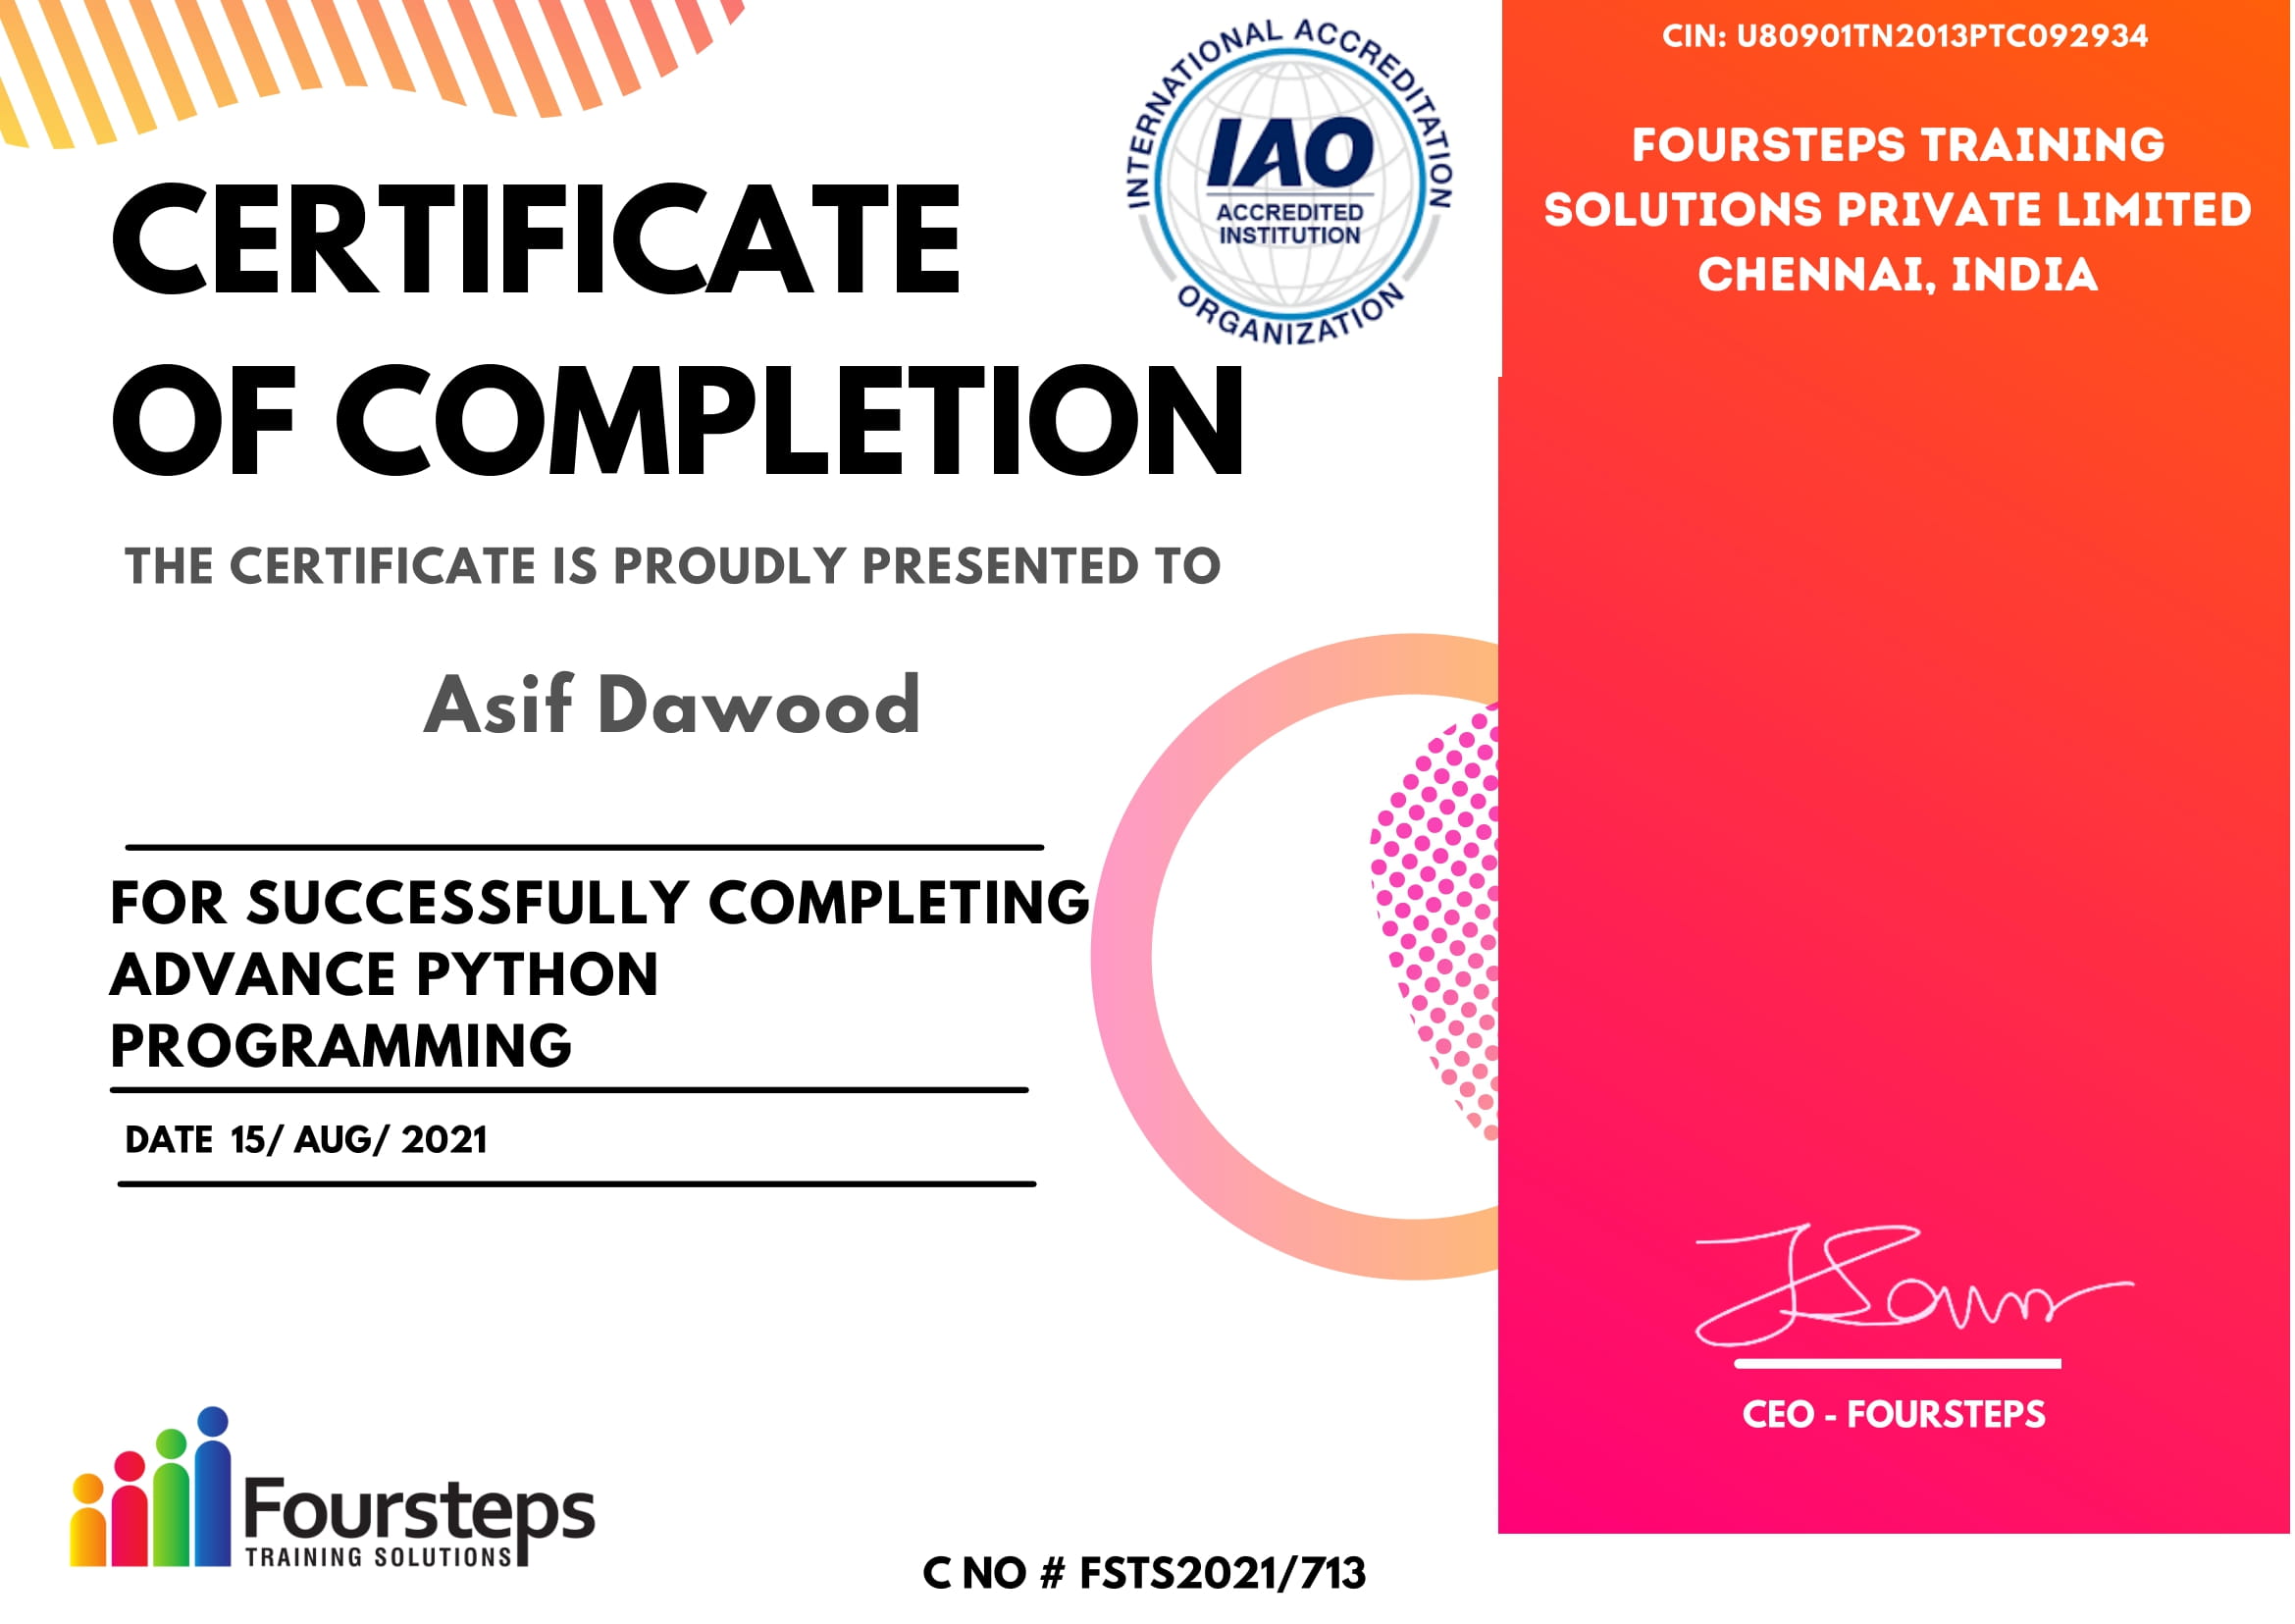 CERTIFICATE
OF COMPLETION
THE CERTIFICATE IS PROUDLY PRESENTED TO
Asif Dawood
FOR SUCCESSFULLY COMPLETING
ADVANCE PYTHON
PROGRAMMING
DATE 15/ AUG/ 2021
Foursteps
TRAINING SOLUTIONS
C NO # FSTS2021/713
INTERNATIONAL ACCREDITATION
IAO
ACCREDITED
INSTITUTION
ORGANIZATION
CIN: U80901TN2013PTC092934
FOURSTEPS TRAINING
SOLUTIONS PRIVATE LIMITED
CHENNAI, INDIA
CEO - FOURSTEPS